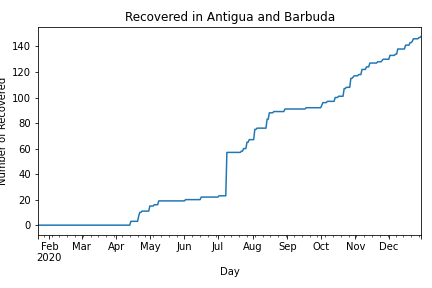 Recovered in Antigua and Barbuda
140
120
100
80
60
40
20
0
Number of Recovered
Feb Mar Apr May Jun Jul Aug Sep Oct Nov Dec
2020
Day